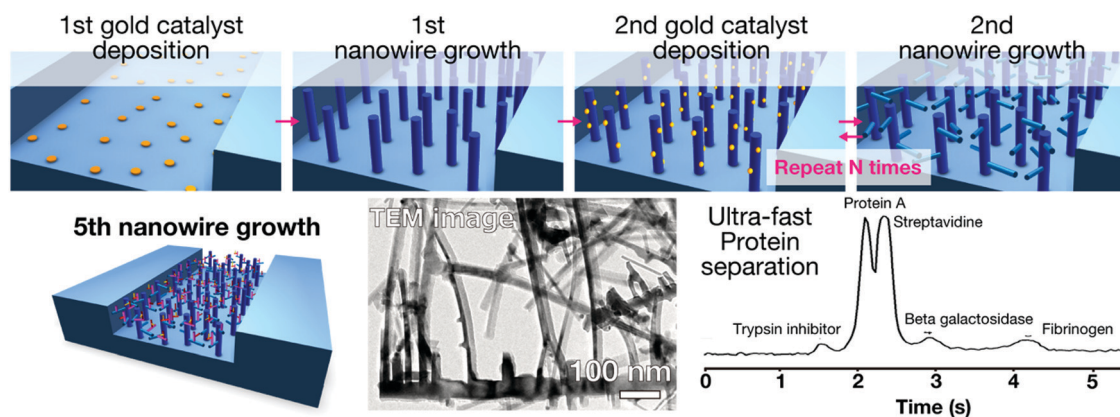 1st gold catalyst
deposition
1st
nanowire growth
2nd gold catalyst
deposition
2nd
nanowire growth
Repeat N times
5th nanowire growth
TEM image
100 nm
Ultra-fast
Protein
separation
Protein A
Streptavidine
Trypsin inhibitor
Beta galactosidase
Fibrinogen
0 1 2 3 4 5
Time (s)